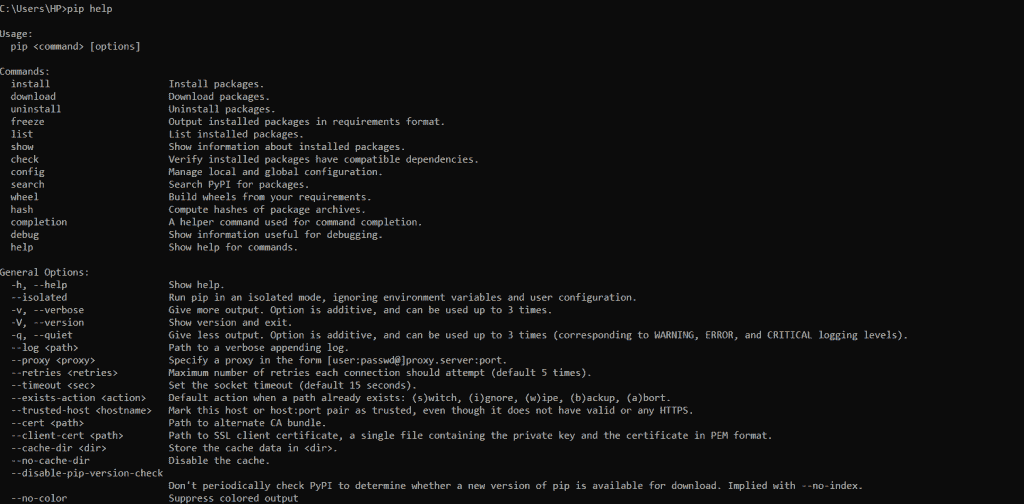 C:\Users\HP>pip help
Usage:
pip <command> [options]
Commands:
install Install packages.
download Download packages.
uninstall Uninstall packages.
freeze Output installed packages in requirements format.
list List installed packages.
show Show information about installed packages.
check Verify installed packages have compatible dependencies.
config Manage local and global configuration.
search Search PyPI for packages.
wheel Build wheels from your requirements.
hash Compute hashes of package archives.
completion A helper command used for command completion.
debug Show information useful for debugging.
help Show help for commands.
General Options:
-h, --help Show help.
--isolated Run pip in an isolated mode, ignoring environment variables and user configuration.
-v, --verbose Give more output. Option is additive, and can be used up to 3 times.
-V, --version Show version and exit.
-q, --quiet Give less output. Option is additive, and can be used up to 3 times (corresponding to WARNING, ERROR, and CRITICAL logging levels).
--log <path> Path to a verbose appending log.
--proxy <proxy> Specify a proxy in the form [user:passwd@]proxy.server:port.
--retries <retries> Maximum number of retries each connection should attempt (default 5 times).
--timeout <sec> Set the socket timeout (default 15 seconds).
--exists-action <action> Default action when a path already exists: (s)witch, (i)gnore, (w)ipe, (b)ackup, (a)bort.
--trusted-host <hostname> Mark this host or host:port pair as trusted, even though it does not have valid or any HTTPS.
--cert <path> Path to alternate CA bundle.
--client-cert <path> Path to SSL client certificate, a single file containing the private key and the certificate in PEM format.
--cache-dir <dir> Store the cache data in <dir>.
--no-cache-dir Disable the cache.
--disable-pip-version-check
Don't periodically check PyPI to determine whether a new version of pip is available for download. Implied with --no-index.
--no-color Suppress colored output